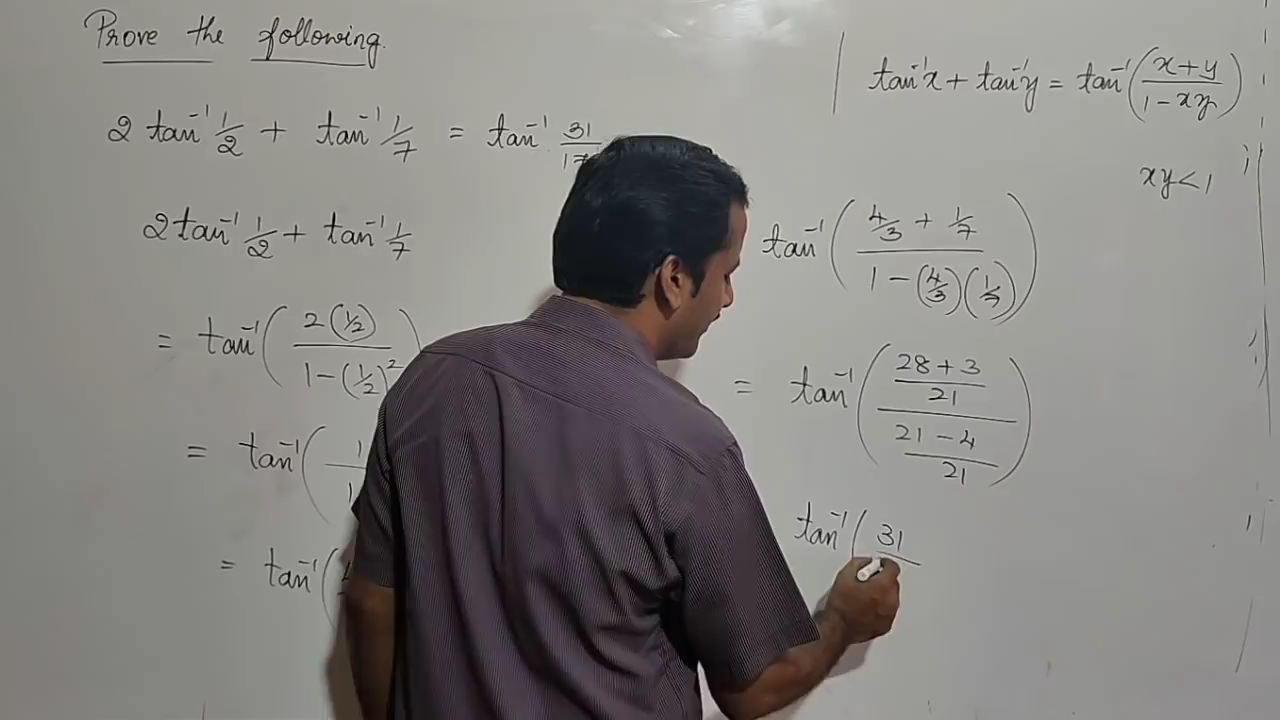 Prove the following.
2 tan⁻¹ 1/2 + tan⁻¹ 1/7 = tan⁻¹ 31/17
2tan⁻¹ 1/2 + tan⁻¹ 1/7
= tan⁻¹( 2(1/2) / 1-(1/2)²
= tan⁻¹( 1 / 1
= tan⁻¹(
tan⁻¹x + tan⁻¹y = tan⁻¹( x+y / 1-xy )
xy<1
tan⁻¹( 4/3 + 1/7 / 1-(4/3)(1/7) )
= tan⁻¹( 28+3/21 / 21-4/21 )
tan⁻¹( 31